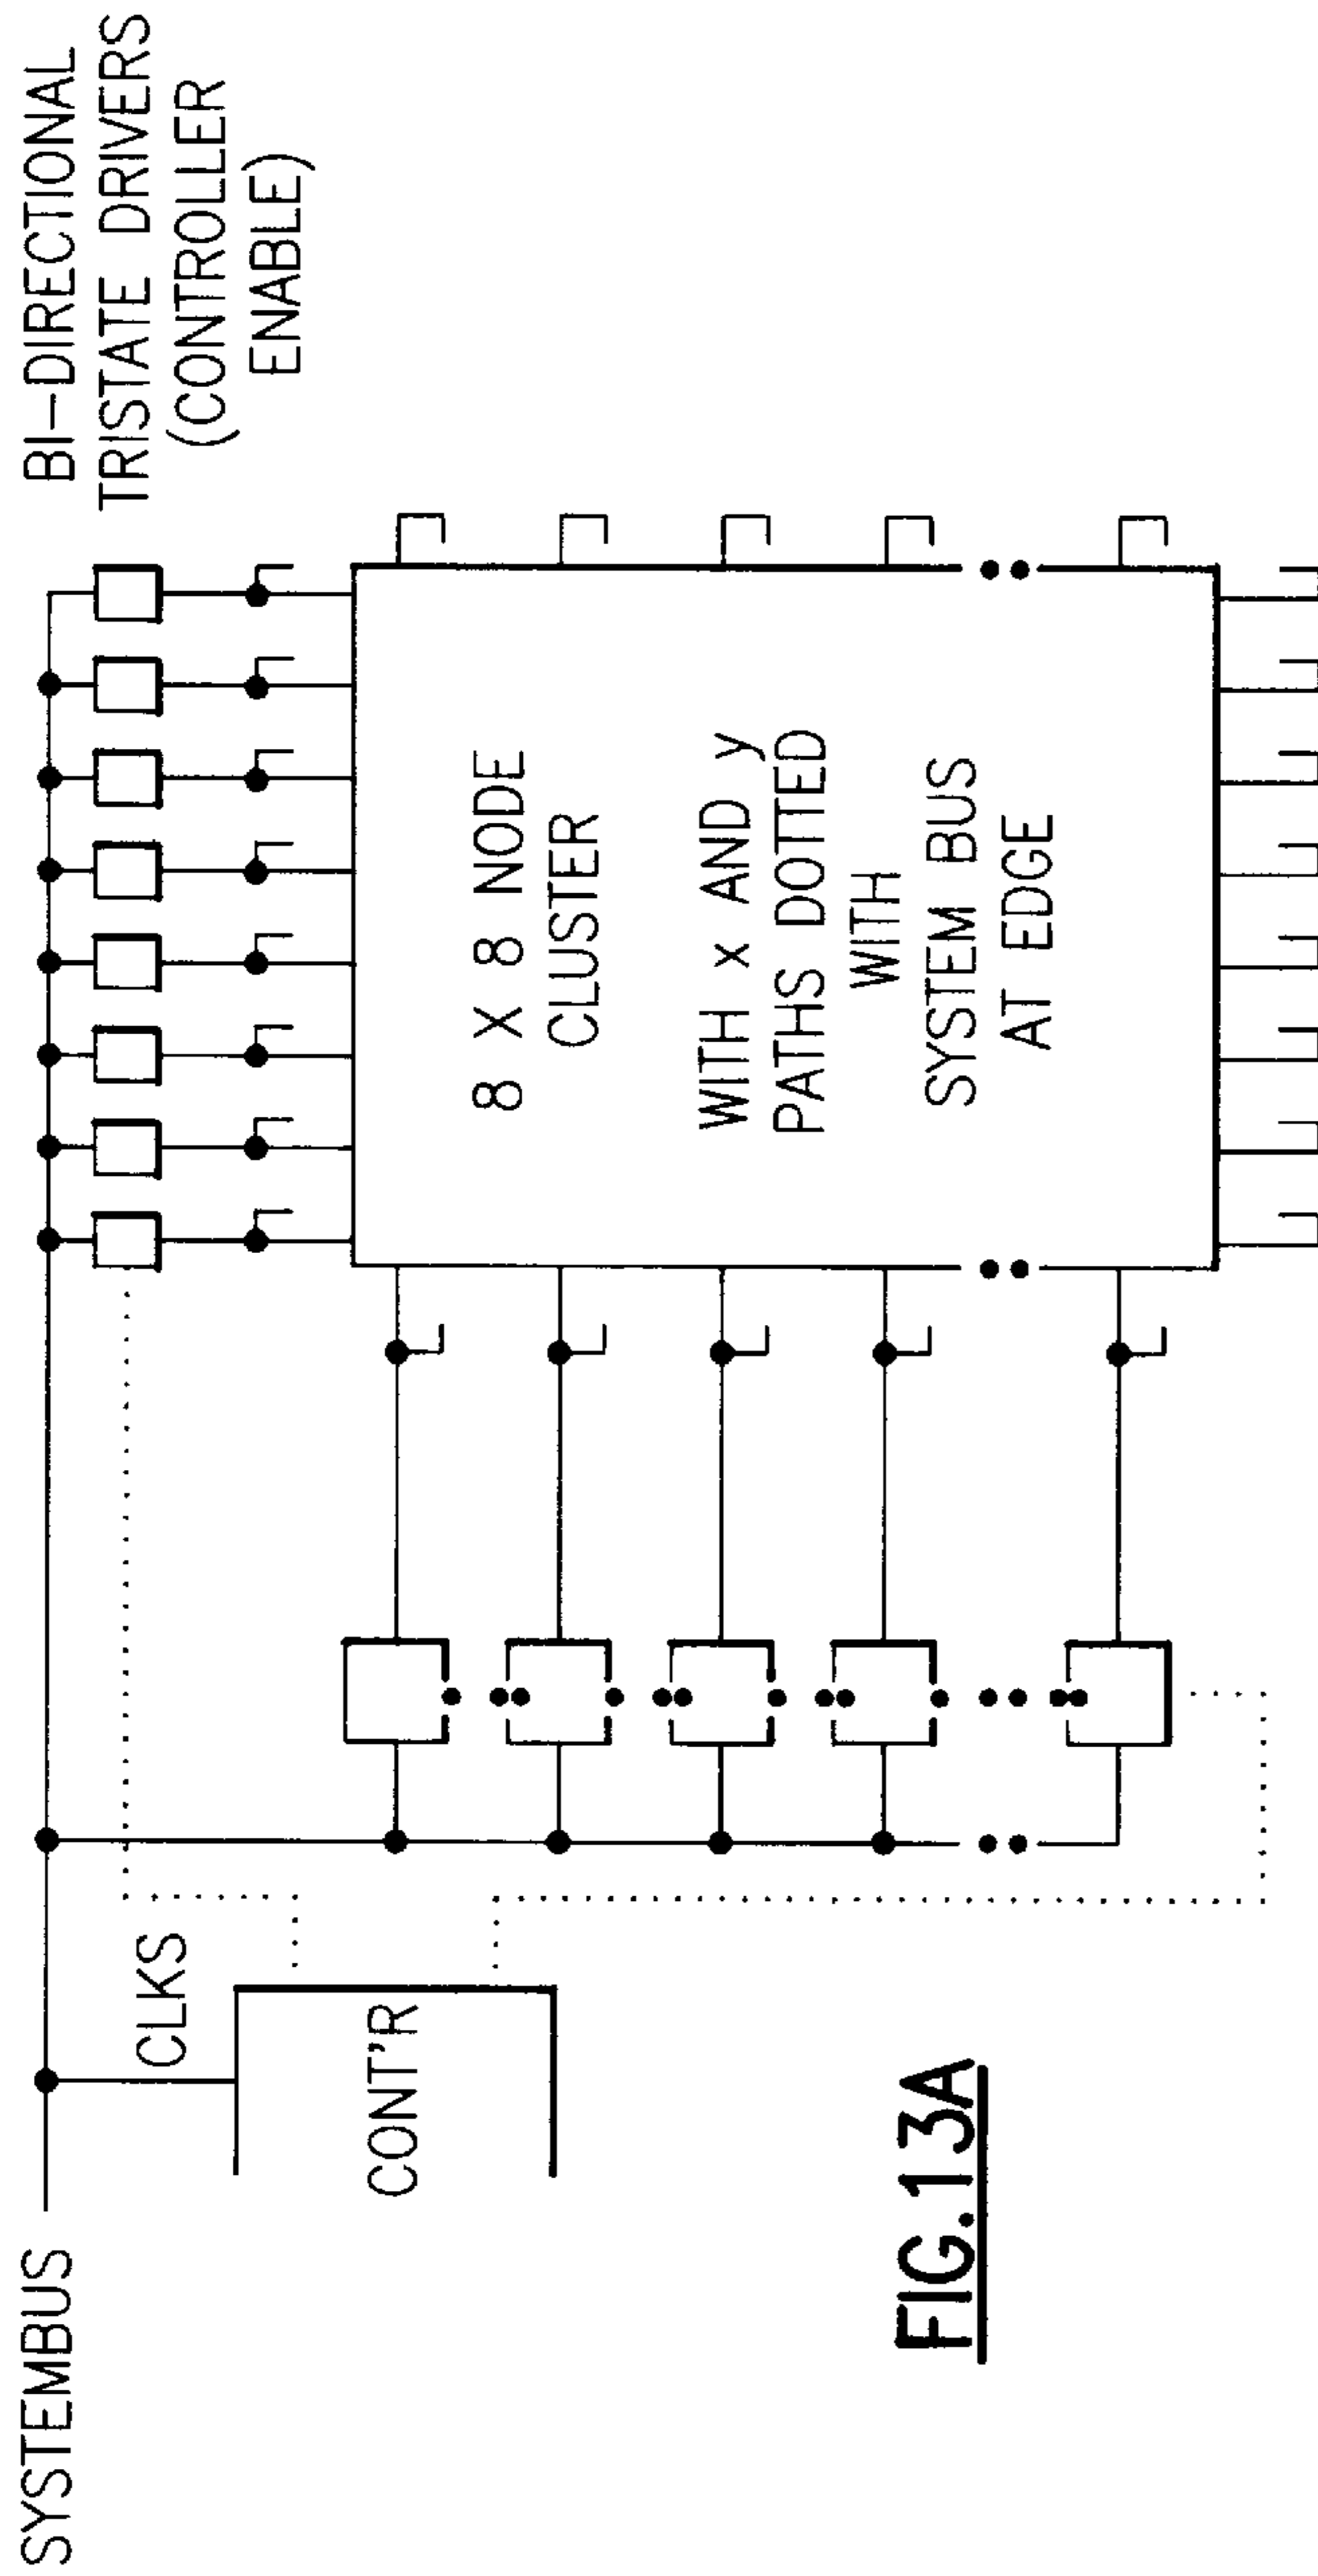 SYSTEMBUS
CLKS
CONT'R
BI-DIRECTIONAL
TRISTATE DRIVERS
(CONTROLLER
ENABLE)
8 X 8 NODE
CLUSTER
WITH x AND y
PATHS DOTTED
WITH
SYSTEM BUS
AT EDGE
FIG.13A